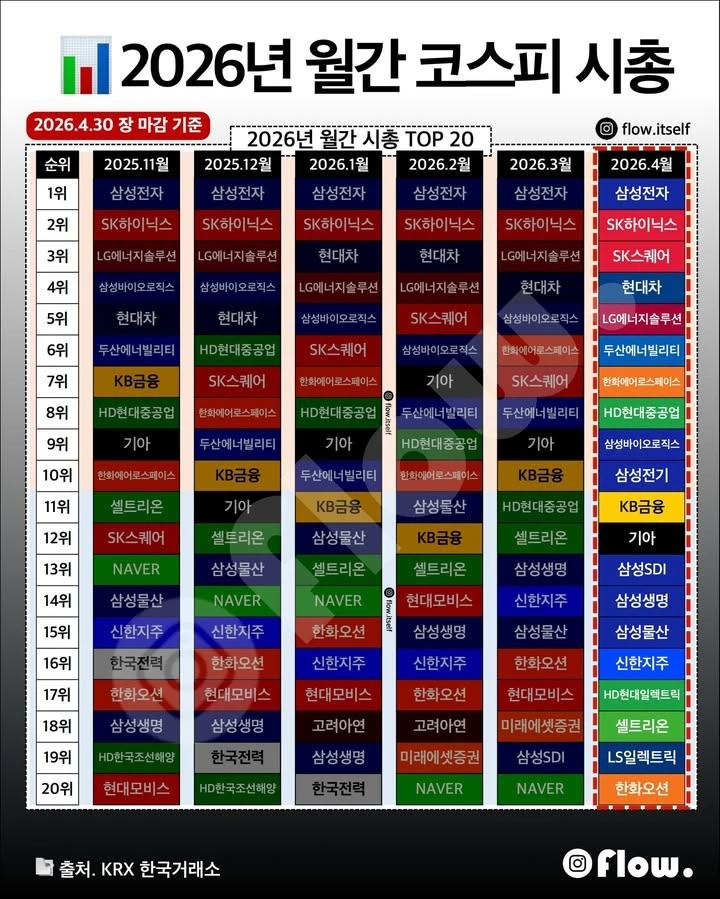 2026년 월간 코스피 시총
2026.4.30 장 마감 기준
flow.itself
2026년 월간 시총 TOP 20
순위 2025.11월 2025.12월 2026.1월 2026.2월 2026.3월 2026.4월
1위 삼성전자 삼성전자 삼성전자 삼성전자 삼성전자 삼성전자
2위 SK하이닉스 SK하이닉스 SK하이닉스 SK하이닉스 SK하이닉스 SK하이닉스
3위 LG에너지솔루션 LG에너지솔루션 현대차 현대차 LG에너지솔루션 SK스퀘어
4위 삼성바이오로직스 삼성바이오로직스 LG에너지솔루션 LG에너지솔루션 현대차 현대차
5위 현대차 현대차 삼성바이오로직스 SK스퀘어 삼성바이오로직스 LG에너지솔루션
6위 두산에너빌리티 HD현대중공업 SK스퀘어 삼성바이오로직스 한화에어로스페이스 두산에너빌리티
7위 KB금융 SK스퀘어 한화에어로스페이스 기아 SK스퀘어 한화에어로스페이스
8위 HD현대중공업 한화에어로스페이스 HD현대중공업 두산에너빌리티 두산에너빌리티 HD현대중공업
9위 기아 두산에너빌리티 기아 HD현대중공업 기아 삼성바이오로직스
10위 한화에어로스페이스 KB금융 두산에너빌리티 한화에어로스페이스 KB금융 삼성전기
11위 셀트리온 기아 KB금융 삼성물산 HD현대중공업 KB금융
12위 SK스퀘어 셀트리온 삼성물산 KB금융 셀트리온 기아
13위 NAVER 삼성물산 셀트리온 셀트리온 삼성생명 삼성SDI
14위 삼성물산 NAVER NAVER 현대모비스 신한지주 삼성생명
15위 신한지주 신한지주 한화오션 삼성생명 삼성물산 삼성물산
16위 한국전력 한화오션 신한지주 신한지주 한화오션 신한지주
17위 한화오션 현대모비스 현대모비스 한화오션 현대모비스 HD현대일렉트릭
18위 삼성생명 삼성생명 고려아연 고려아연 미래에셋증권 셀트리온
19위 HD한국조선해양 한국전력 삼성생명 미래에셋증권 삼성SDI LS일렉트릭
20위 현대모비스 HD한국조선해양 한국전력 NAVER NAVER 한화오션
flow.itself
flow.itself
flow.
출처. KRX 한국거래소
flow.